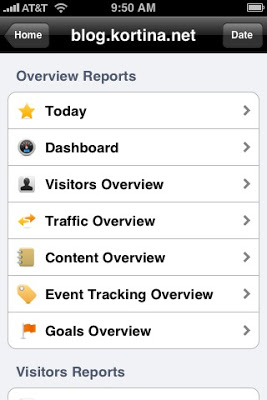 AT&T 9:50 AM
Home blog.kortina.net Date
Overview Reports
Today
Dashboard
Visitors Overview
Traffic Overview
Content Overview
Event Tracking Overview
Goals Overview
Visitors Reports